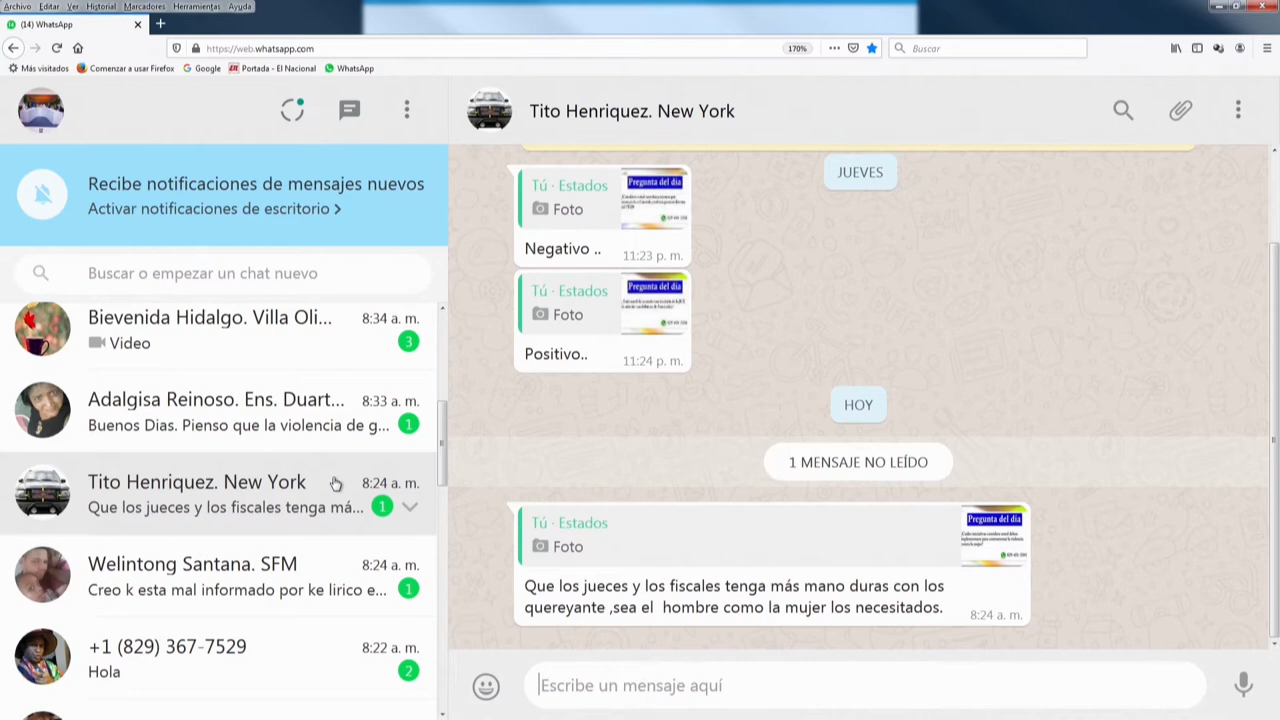 Archivo Editar Ver Historial Marcadores Herramientas Ayuda
(14) WhatsApp
https://web.whatsapp.com
170%
Buscar
Más visitados
Comenzar a usar Firefox
Google
Portada - El Nacional
WhatsApp
Recibe notificaciones de mensajes nuevos
Activar notificaciones de escritorio
Buscar o empezar un chat nuevo
Bievenida Hidalgo. Villa Oli...
8:34 a. m.
Video
3
Adalgisa Reinoso. Ens. Duart...
8:33 a. m.
Buenos Dias. Pienso que la violencia de g...
1
Tito Henriquez. New York
8:24 a. m.
Que los jueces y los fiscales tenga má...
1
Welintong Santana. SFM
8:24 a. m.
Creo k esta mal informado por ke lirico e...
1
+1 (829) 367-7529
8:22 a. m.
Hola
2
Tito Henriquez. New York
JUEVES
Tú · Estados
Foto
Pregunta del día
Negativo ..
11:23 p. m.
Tú · Estados
Foto
Pregunta del día
Positivo..
11:24 p. m.
HOY
1 MENSAJE NO LEÍDO
Tú · Estados
Foto
Pregunta del día
Que los jueces y los fiscales tenga más mano duras con los
quereyante ,sea el hombre como la mujer los necesitados.
8:24 a. m.
Escribe un mensaje aquí